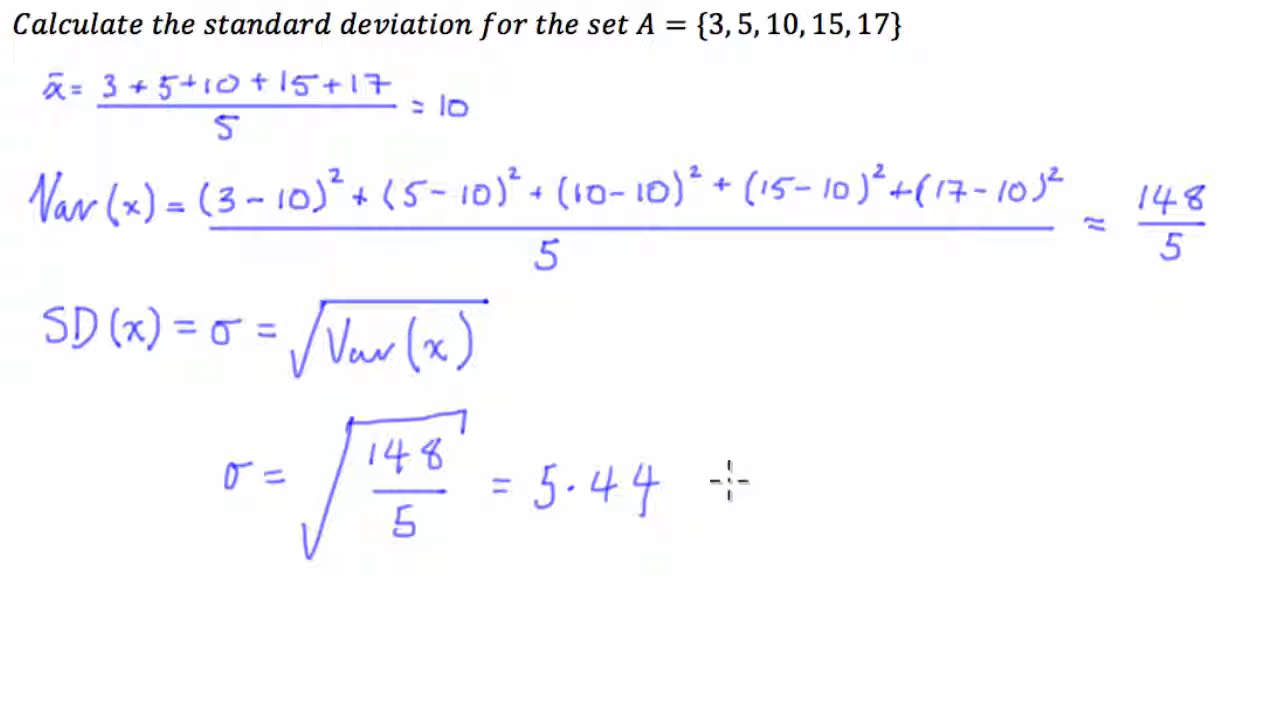 Calculate the standard deviation for the set A = {3, 5, 10, 15, 17}
x̄ = (3 + 5 + 10 + 15 + 17) / 5 = 10
Var(x) = ((3 - 10)² + (5 - 10)² + (10 - 10)² + (15 - 10)² + (17 - 10)²) / 5 = 148 / 5
SD(x) = σ = √Var(x)
σ = √(148 / 5) = 5.44